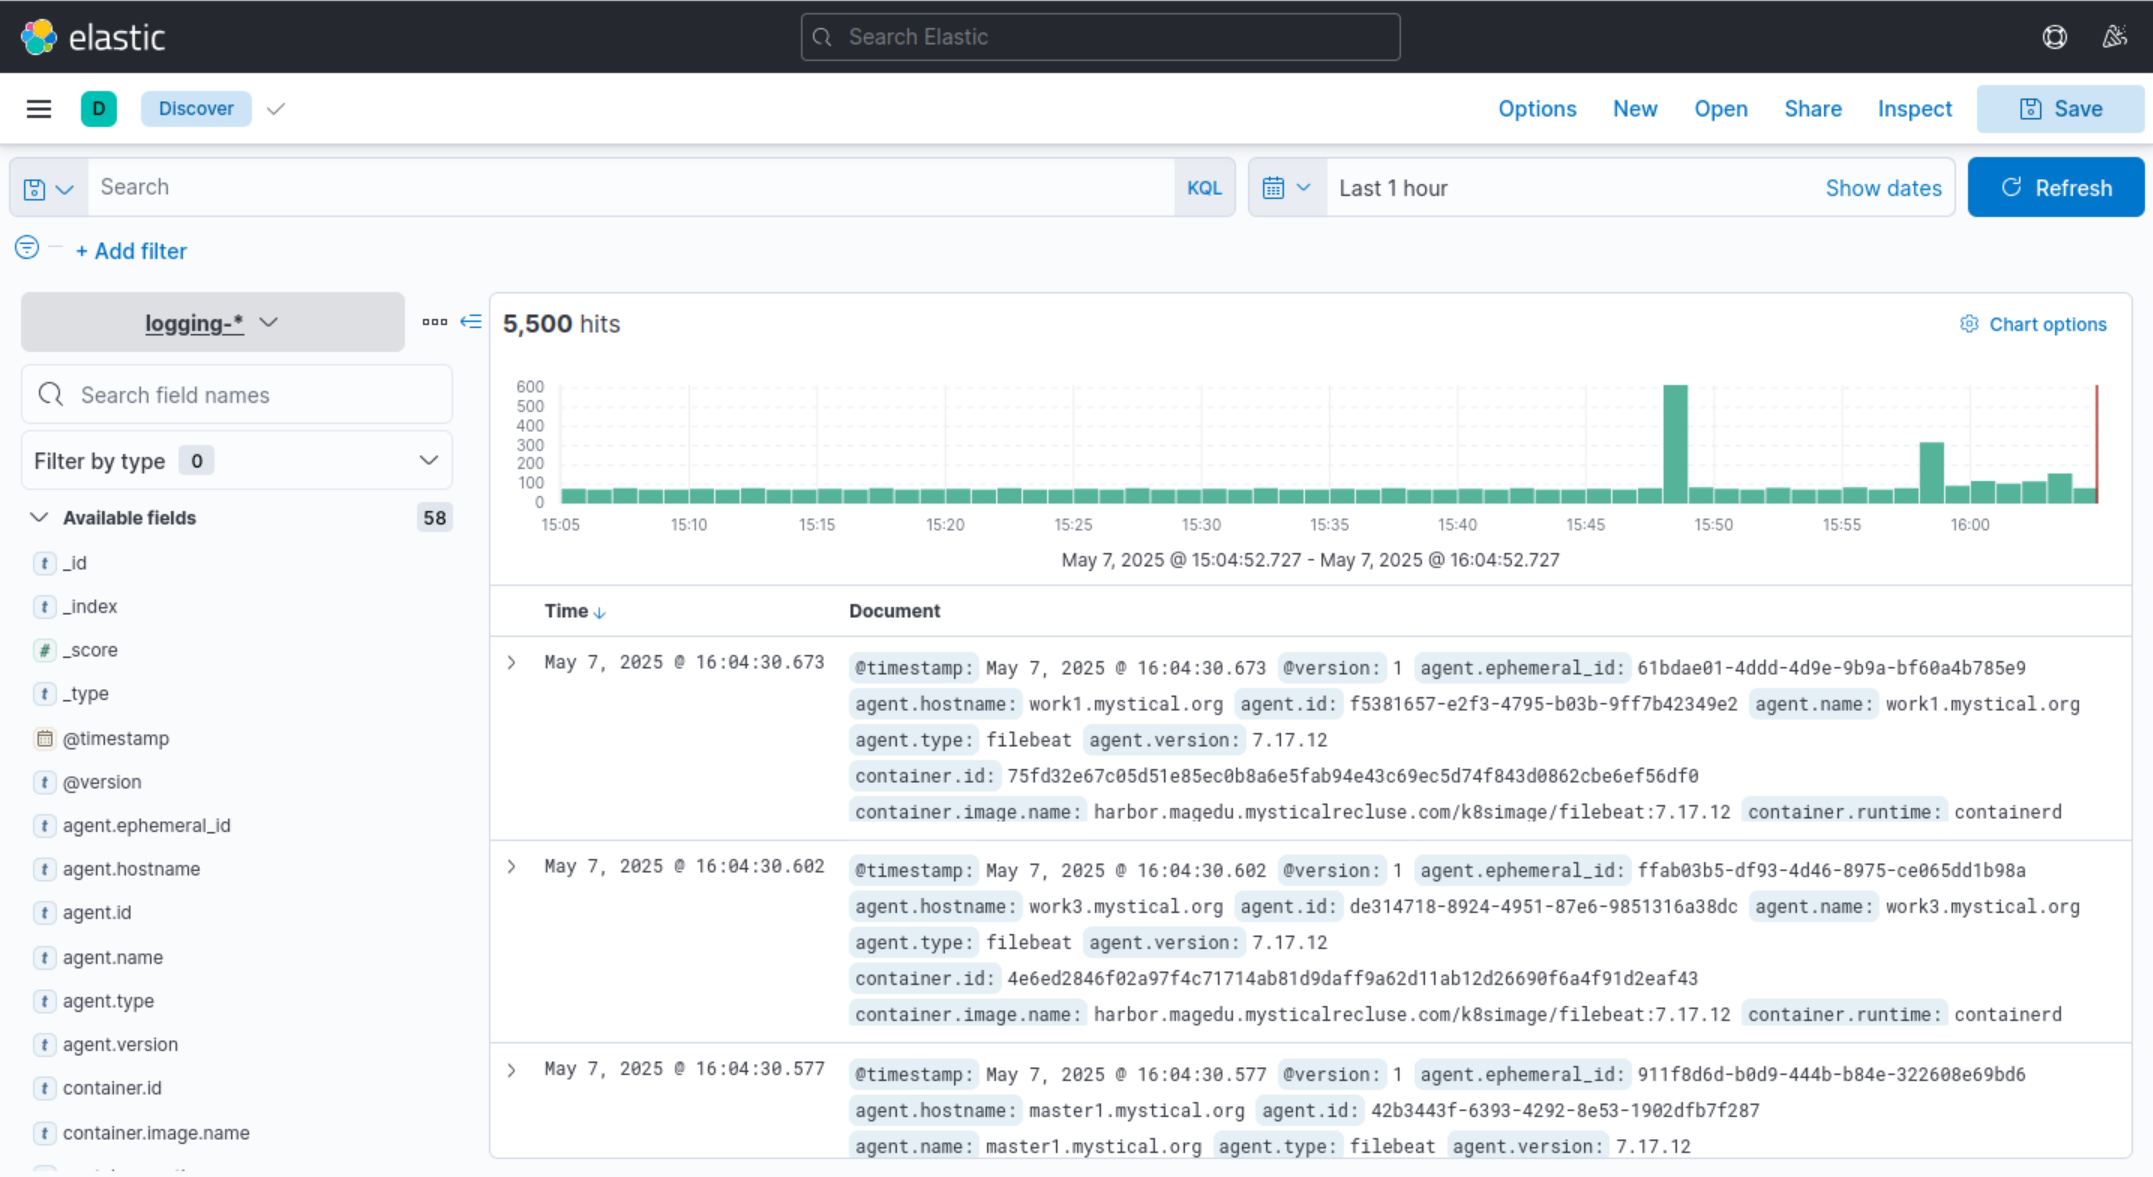 elastic
Search Elastic
D Discover
Options New Open Share Inspect Save
Search KQL
Last 1 hour Show dates Refresh
+ Add filter
logging-*
Search field names
Filter by type 0
Available fields 58
t _id
t _index
# _score
t _type
@timestamp
t @version
t agent.ephemeral_id
t agent.hostname
t agent.id
t agent.name
t agent.type
t agent.version
t container.id
t container.image.name
5,500 hits
Chart options
600
500
400
300
200
100
0
15:05 15:10 15:15 15:20 15:25 15:30 15:35 15:40 15:45 15:50 15:55 16:00
May 7, 2025 @ 15:04:52.727 - May 7, 2025 @ 16:04:52.727
Time Document
May 7, 2025 @ 16:04:30.673
@timestamp: May 7, 2025 @ 16:04:30.673 @version: 1 agent.ephemeral_id: 61bdae01-4ddd-4d9e-9b9a-bf60a4b785e9
agent.hostname: work1.mystical.org agent.id: f5381657-e2f3-4795-b03b-9ff7b42349e2 agent.name: work1.mystical.org
agent.type: filebeat agent.version: 7.17.12
container.id: 75fd32e67c05d51e85ec0b8a6e5fab94e43c69ec5d74f843d0862cbe6ef56df0
container.image.name: harbor.magedu.mysticalrecluse.com/k8simage/filebeat:7.17.12 container.runtime: containerd
May 7, 2025 @ 16:04:30.602
@timestamp: May 7, 2025 @ 16:04:30.602 @version: 1 agent.ephemeral_id: ffab03b5-df93-4d46-8975-ce065dd1b98a
agent.hostname: work3.mystical.org agent.id: de314718-8924-4951-87e6-9851316a38dc agent.name: work3.mystical.org
agent.type: filebeat agent.version: 7.17.12
container.id: 4e6ed2846f02a97f4c71714ab81d9daff9a62d11ab12d26690f6a4f91d2eaf43
container.image.name: harbor.magedu.mysticalrecluse.com/k8simage/filebeat:7.17.12 container.runtime: containerd
May 7, 2025 @ 16:04:30.577
@timestamp: May 7, 2025 @ 16:04:30.577 @version: 1 agent.ephemeral_id: 911f8d6d-b0d9-444b-b84e-322608e69bd6
agent.hostname: master1.mystical.org agent.id: 42b3443f-6393-4292-8e53-1902dfb7f287
agent.name: master1.mystical.org agent.type: filebeat agent.version: 7.17.12